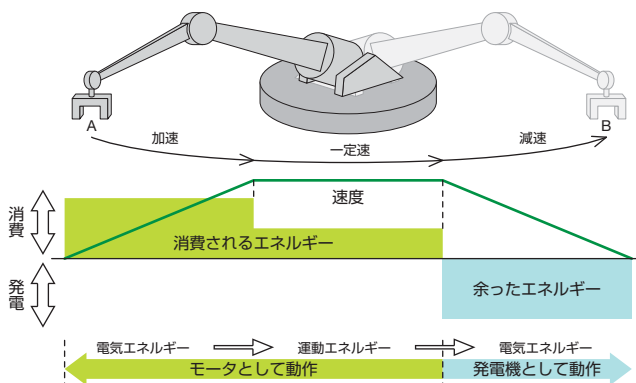 A
B
加速
一定速
減速
消費
速度
消費されるエネルギー
発電
余ったエネルギー
電気エネルギー
運動エネルギー
電気エネルギー
モータとして動作
発電機として動作